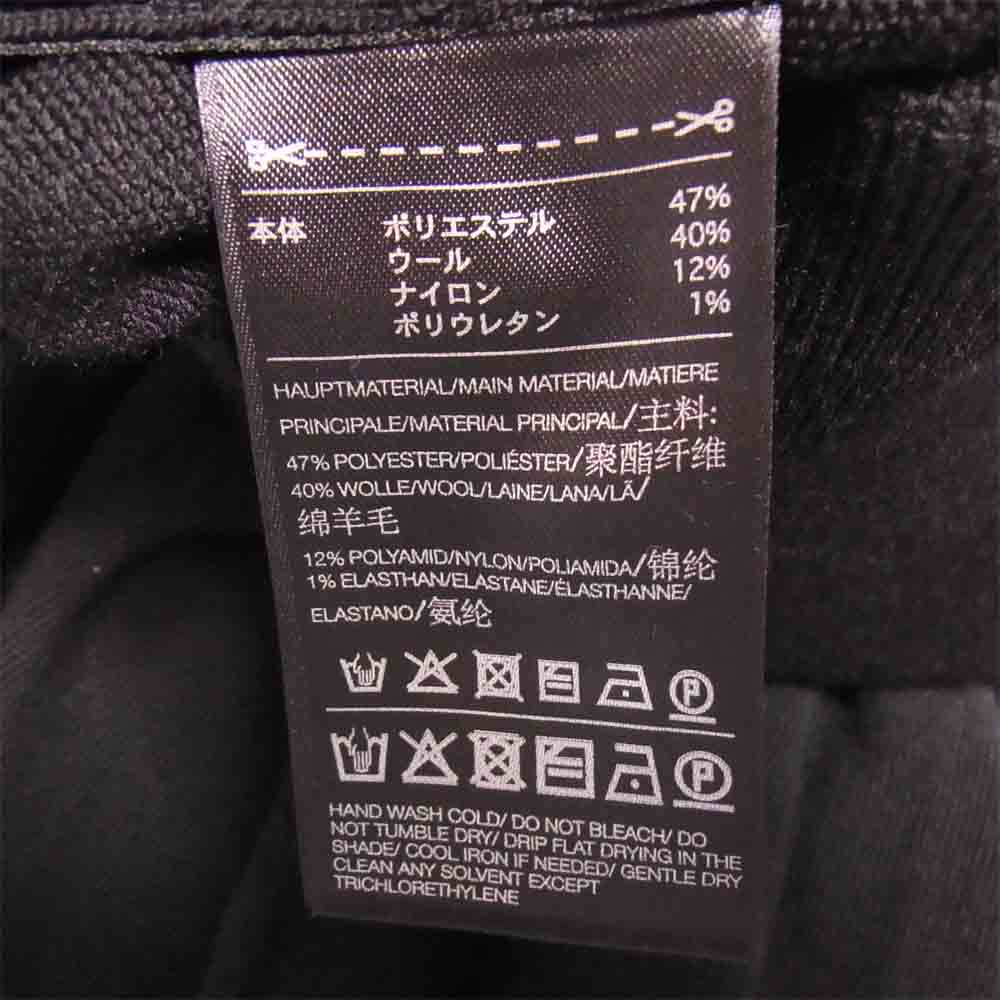 本体 ポリエステル 47%
ウール 40%
ナイロン 12%
ポリウレタン 1%
HAUPTMATERIAL/MAIN MATERIAL/MATIERE
PRINCIPALE/MATERIAL PRINCIPAL/主料:
47% POLYESTER/POLIÉSTER/聚酯纤维
40% WOLLE/WOOL/LAINE/LANA/LÃ/
绵羊毛
12% POLYAMID/NYLON/POLIAMIDA/锦纶
1% ELASTHAN/ELASTANE/ÉLASTHANNE/
ELASTANO/氨纶
P
P
HAND WASH COLD/ DO NOT BLEACH/ DO
NOT TUMBLE DRY/ DRIP FLAT DRYING IN THE
SHADE/ COOL IRON IF NEEDED/ GENTLE DRY
CLEAN ANY SOLVENT EXCEPT
TRICHLORETHYLENE